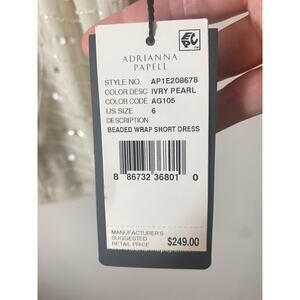 ADRIANNA
PAPELL
STYLE NO. AP1E208678
COLOR DESC IVRY PEARL
COLOR CODE AG105
US SIZE 6
DESCRIPTION
BEADED WRAP SHORT DRESS
8 86732 36801 0
MANUFACTURER'S
SUGGESTED
RETAIL PRICE $249.00